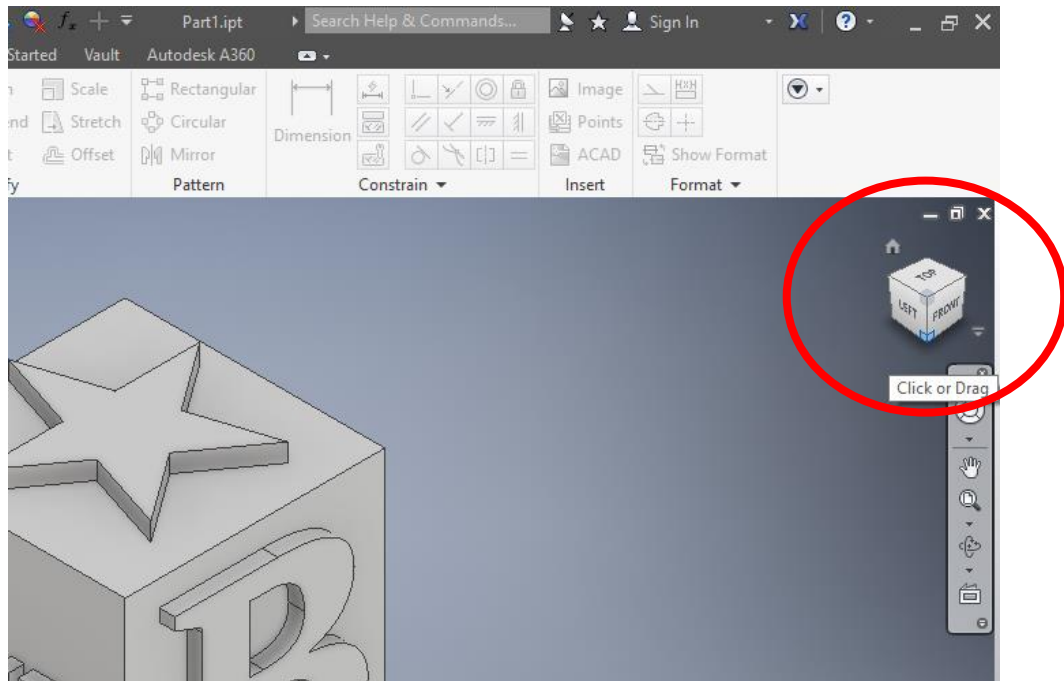 Part1.ipt Search Help & Commands... Sign In
Started Vault Autodesk A360
Scale Rectangular Image
Stretch Circular Dimension Points
Offset Mirror ACAD Show Format
Pattern Constrain Insert Format
TOP
LEFT FRONT
Click or Drag
B